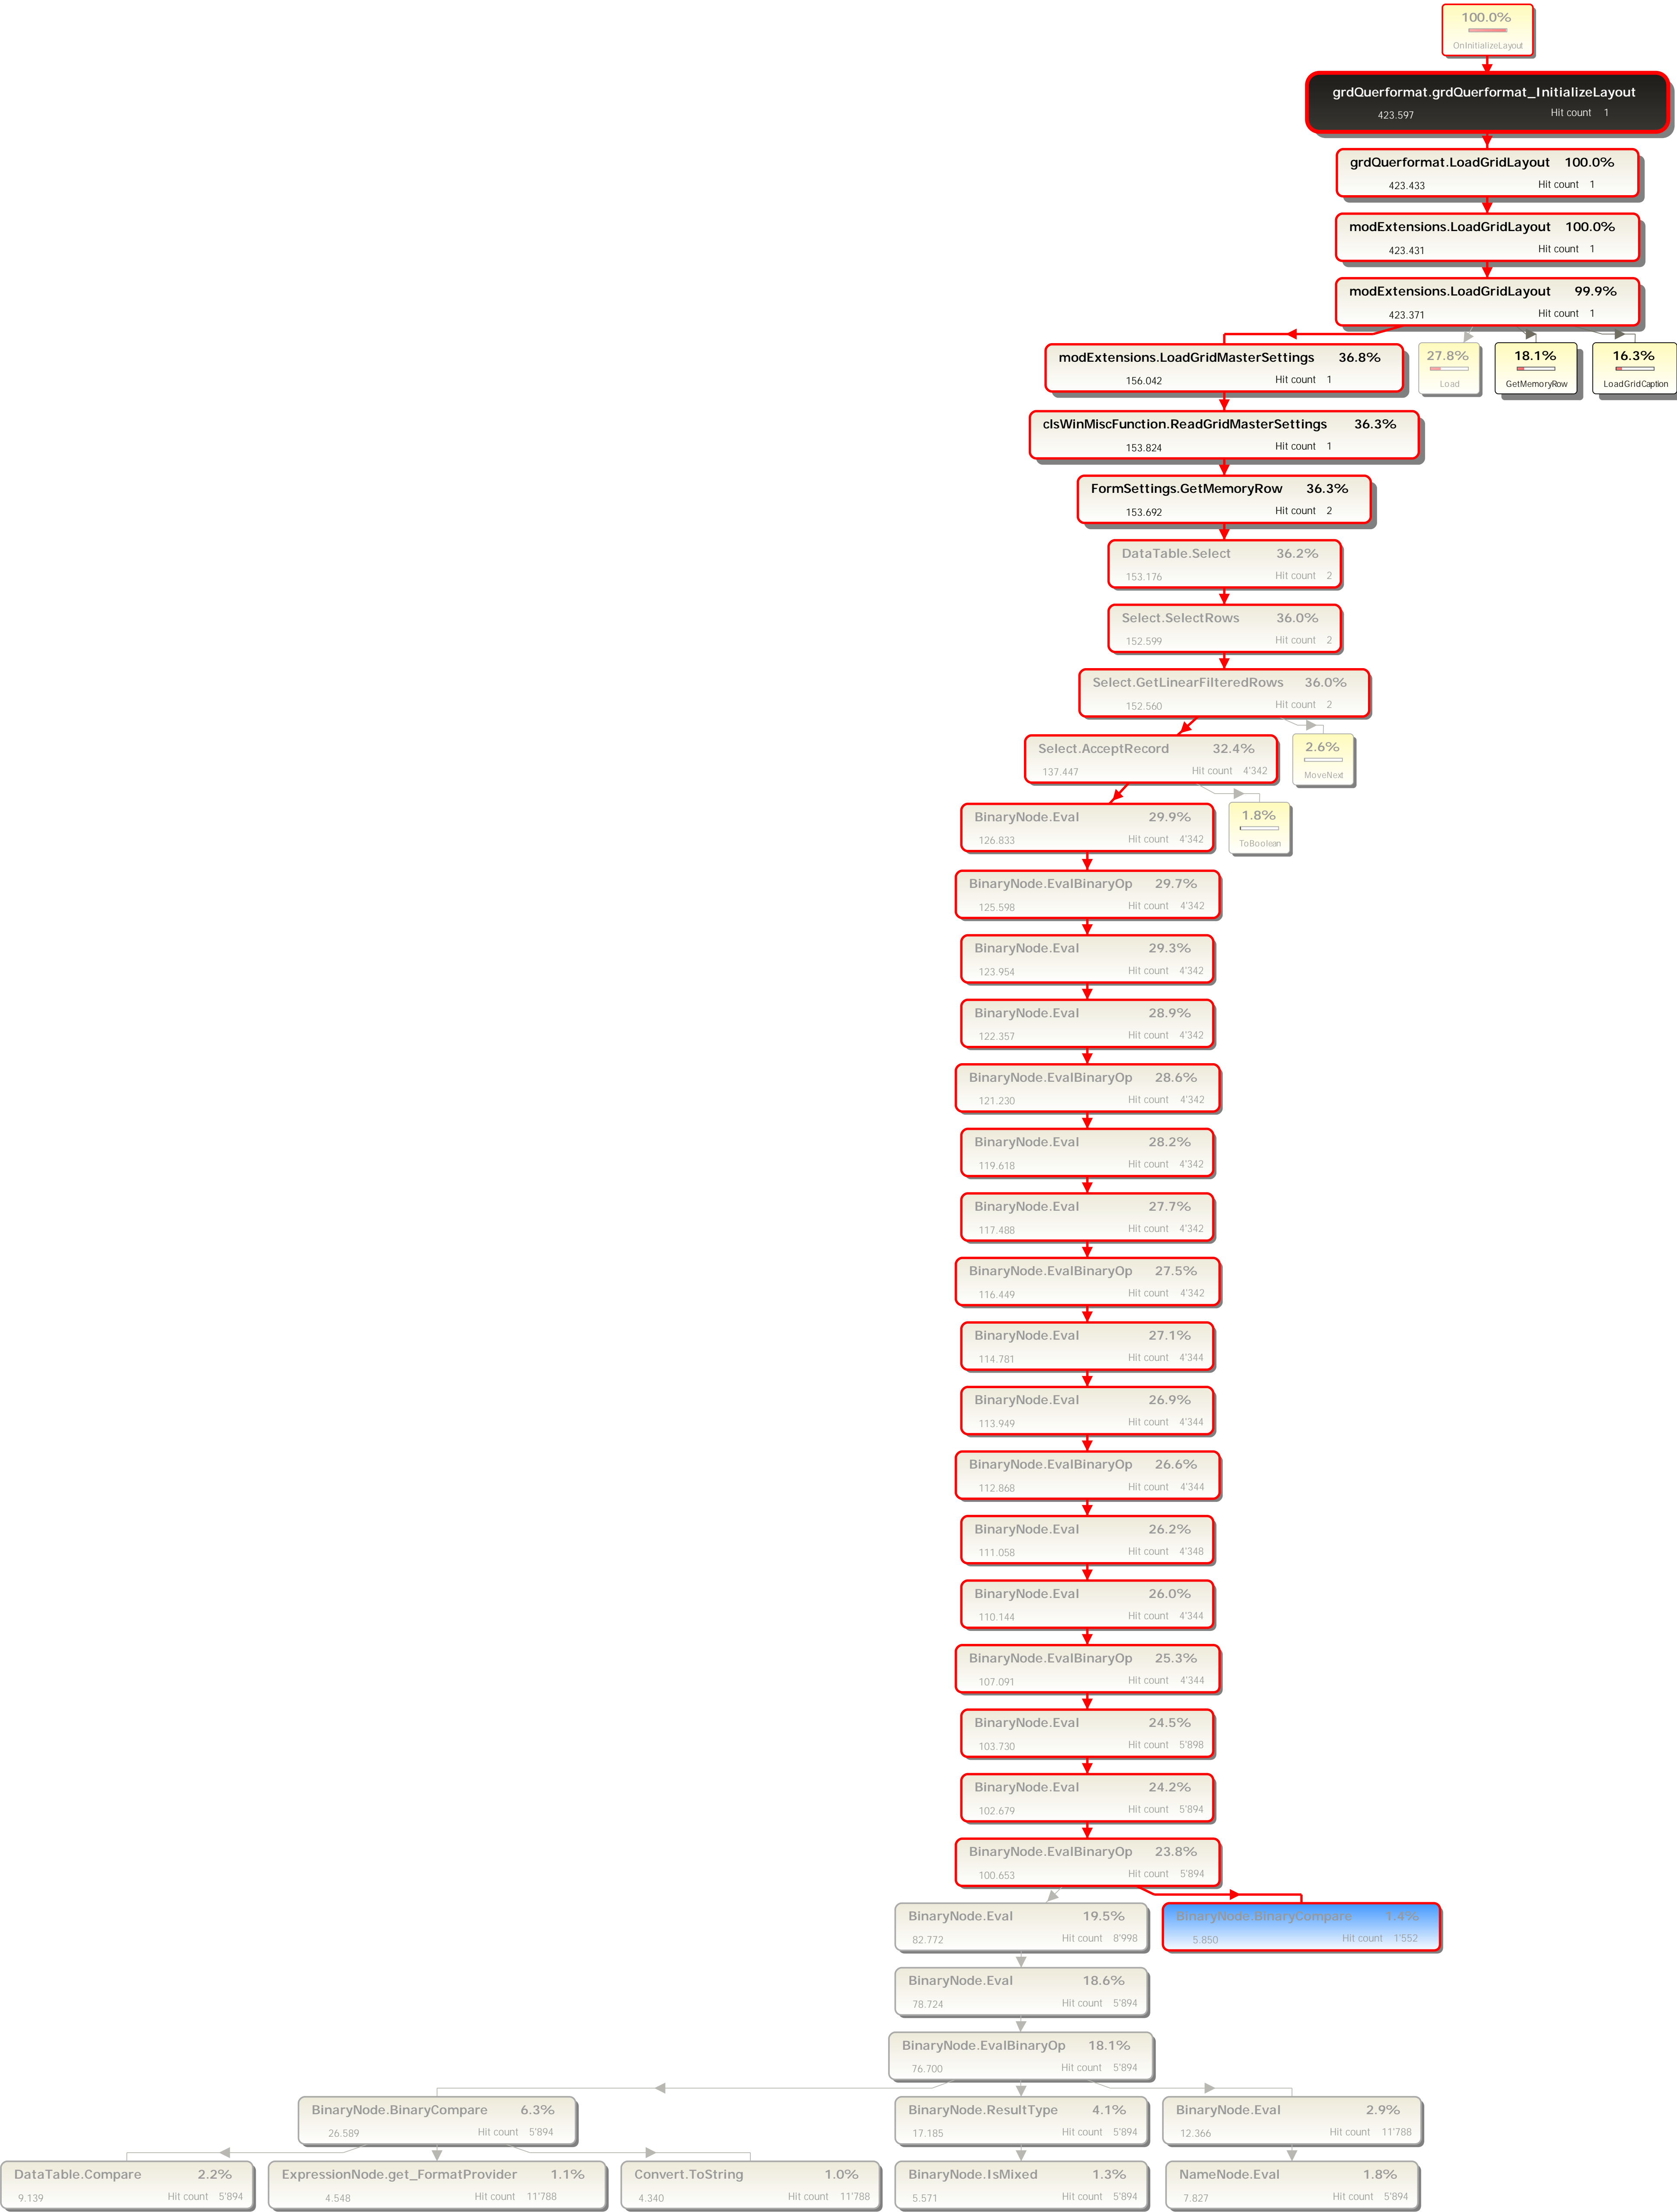 100.0%
OnInitializeLayout
grdQuerformat.grdQuerformat_InitializeLayout
423.597 Hit count 1
grdQuerformat.LoadGridLayout 100.0%
423.433 Hit count 1
modExtensions.LoadGridLayout 100.0%
423.431 Hit count 1
modExtensions.LoadGridLayout 99.9%
423.371 Hit count 1
modExtensions.LoadGridMasterSettings 36.8%
156.042 Hit count 1
27.8%
Load
18.1%
GetMemoryRow
16.3%
LoadGridCaption
clsWinMiscFunction.ReadGridMasterSettings 36.3%
153.824 Hit count 1
FormSettings.GetMemoryRow 36.3%
153.692 Hit count 2
DataTable.Select 36.2%
153.176 Hit count 2
Select.SelectRows 36.0%
152.599 Hit count 2
Select.GetLinearFilteredRows 36.0%
152.560 Hit count 2
Select.AcceptRecord 32.4%
137.447 Hit count 4'342
2.6%
MoveNext
BinaryNode.Eval 29.9%
126.833 Hit count 4'342
1.8%
ToBoolean
BinaryNode.EvalBinaryOp 29.7%
125.598 Hit count 4'342
BinaryNode.Eval 29.3%
123.954 Hit count 4'342
BinaryNode.Eval 28.9%
122.357 Hit count 4'342
BinaryNode.EvalBinaryOp 28.6%
121.230 Hit count 4'342
BinaryNode.Eval 28.2%
119.618 Hit count 4'342
BinaryNode.Eval 27.7%
117.488 Hit count 4'342
BinaryNode.EvalBinaryOp 27.5%
116.449 Hit count 4'342
BinaryNode.Eval 27.1%
114.781 Hit count 4'344
BinaryNode.Eval 26.9%
113.949 Hit count 4'344
BinaryNode.EvalBinaryOp 26.6%
112.868 Hit count 4'344
BinaryNode.Eval 26.2%
111.058 Hit count 4'348
BinaryNode.Eval 26.0%
110.144 Hit count 4'344
BinaryNode.EvalBinaryOp 25.3%
107.091 Hit count 4'344
BinaryNode.Eval 24.5%
103.730 Hit count 5'898
BinaryNode.Eval 24.2%
102.679 Hit count 5'894
BinaryNode.EvalBinaryOp 23.8%
100.653 Hit count 5'894
BinaryNode.Eval 19.5%
82.772 Hit count 8'998
BinaryNode.BinaryCompare 1.4%
5.850 Hit count 1'552
BinaryNode.Eval 18.6%
78.724 Hit count 5'894
BinaryNode.EvalBinaryOp 18.1%
76.700 Hit count 5'894
BinaryNode.BinaryCompare 6.3%
26.589 Hit count 5'894
BinaryNode.ResultType 4.1%
17.185 Hit count 5'894
BinaryNode.Eval 2.9%
12.366 Hit count 11'788
DataTable.Compare 2.2%
9.139 Hit count 5'894
ExpressionNode.get_FormatProvider 1.1%
4.548 Hit count 11'788
Convert.ToString 1.0%
4.340 Hit count 11'788
BinaryNode.IsMixed 1.3%
5.571 Hit count 5'894
NameNode.Eval 1.8%
7.827 Hit count 5'894